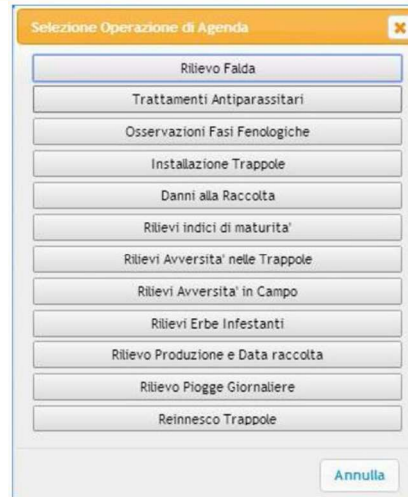 Selezione Operazione di Agenda
Rilievo Falda
Trattamenti Antiparassitari
Osservazioni Fasi Fenologiche
Installazione Trappole
Danni alla Raccolta
Rilievi indici di maturita'
Rilievi Avversita' nelle Trappole
Rilievi Avversita' in Campo
Rilievi Erbe Infestanti
Rilievo Produzione e Data raccolta
Rilievo Piogge Giornaliere
Reinnesco Trappole
Annulla